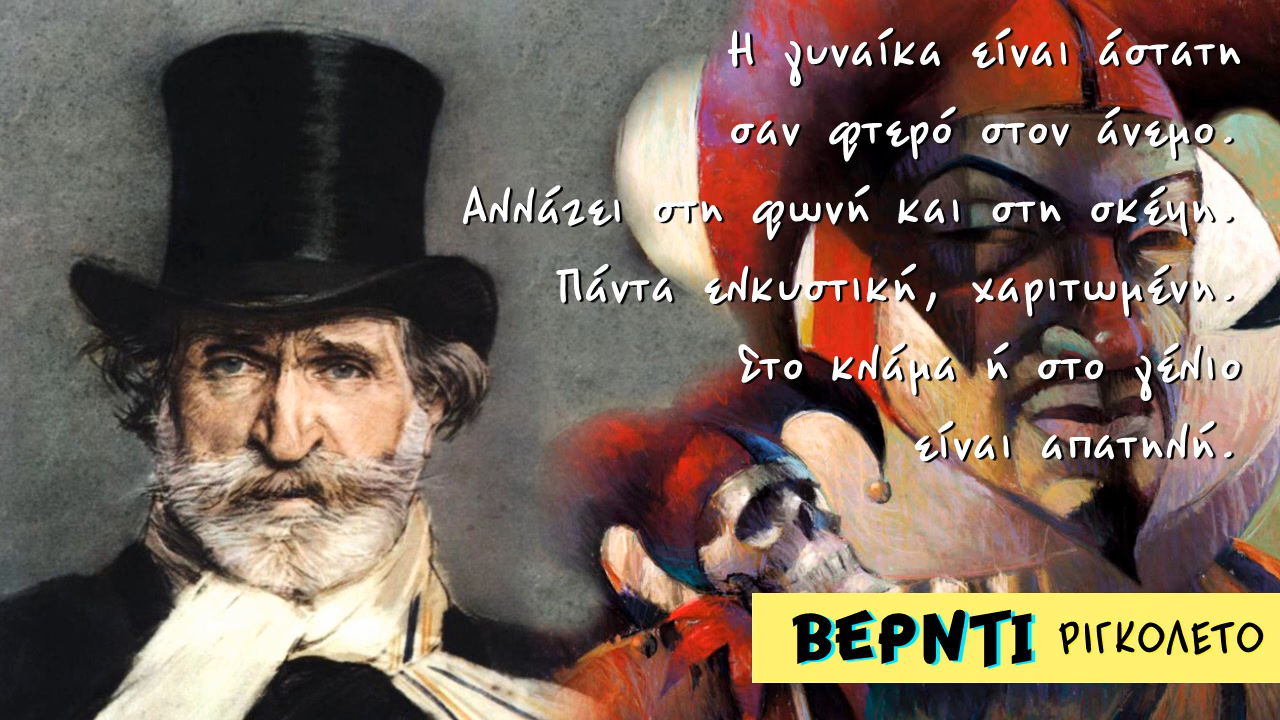 Η γυναίκα είναι άστατη
σαν φτερό στον άνεμο.
Αλλάζει στη φωνή και στη σκέψη.
Πάντα ελκυστική, χαριτωμένη.
Στο κλάμα ή στο γέλιο
είναι απατηλή.
ΒΕΡΝΤΙ ΡΙΓΚΟΛΕΤΟ